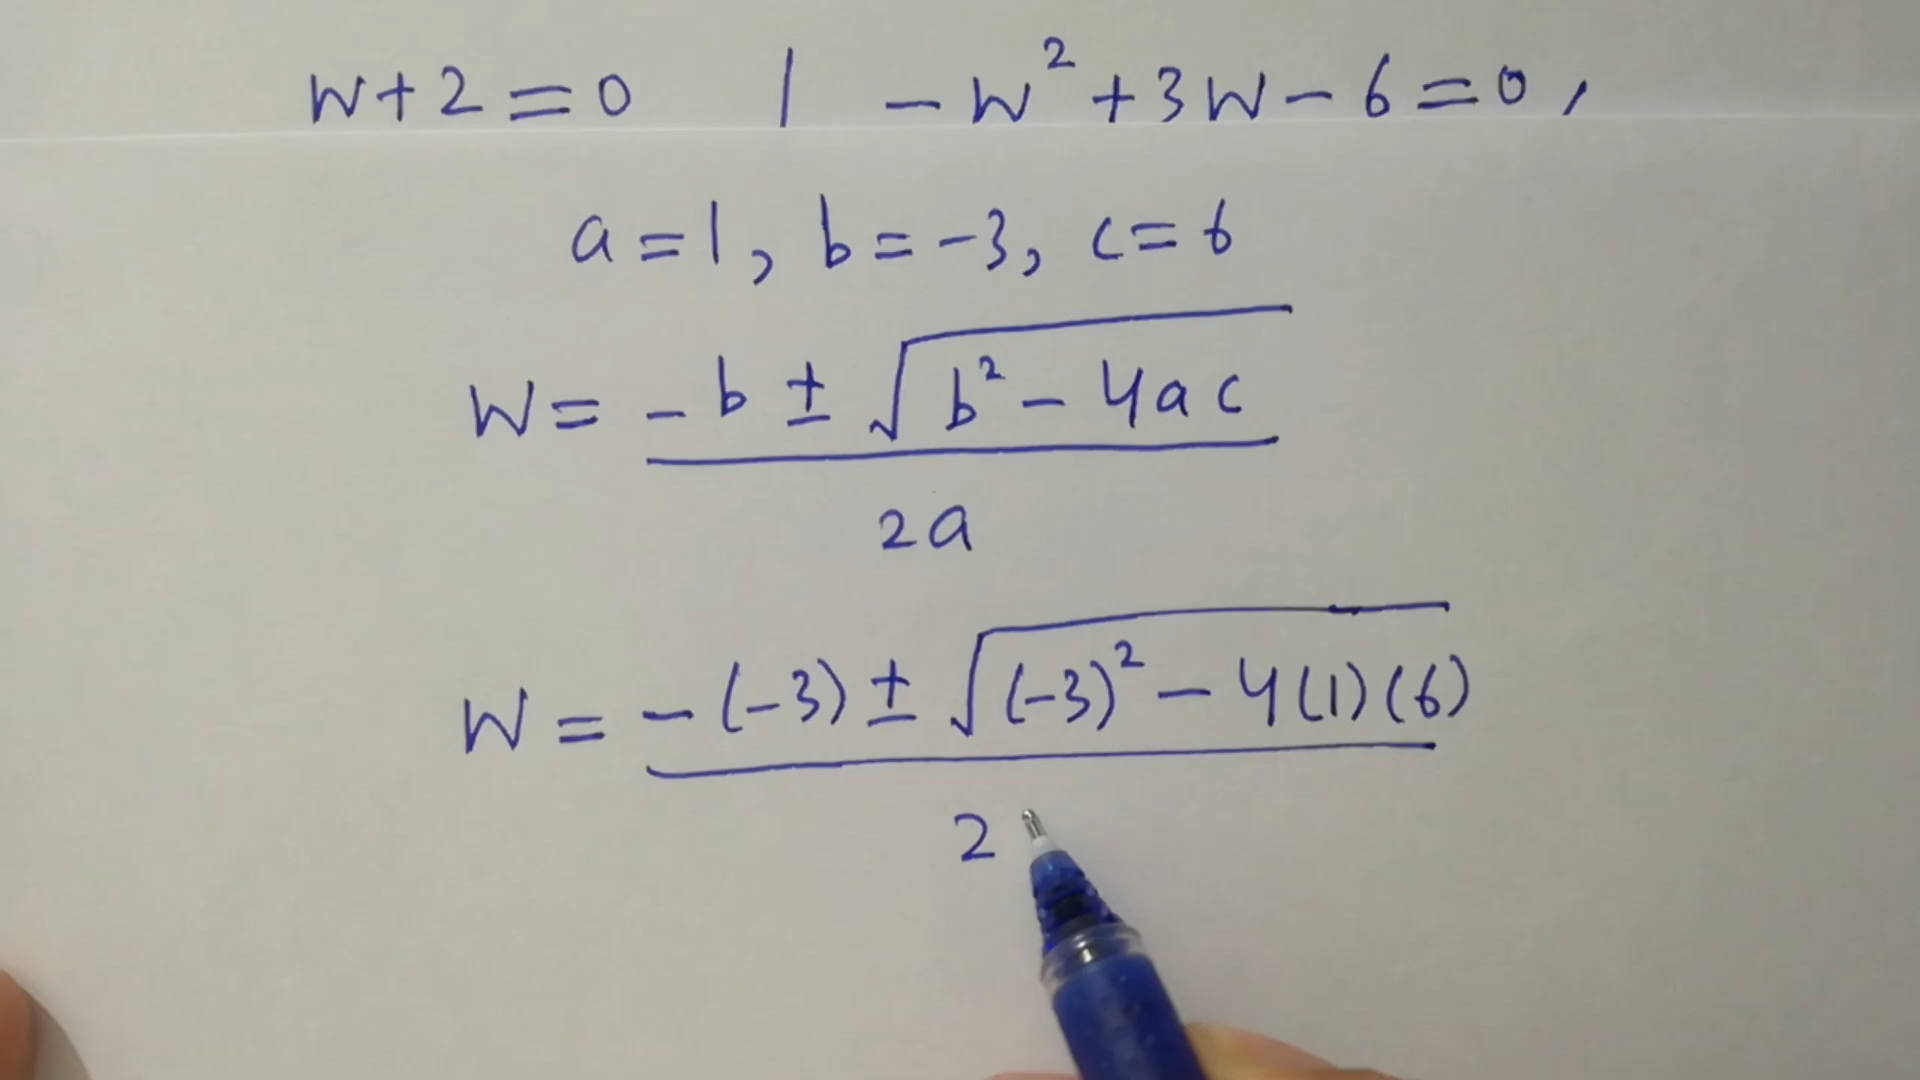 W+2=0 | -W²+3W-6=0,
a=1, b=-3, c=6
W= -b ± √b²-4ac
2a
W= -(-3) ± √(-3)²-4(1)(6)
2